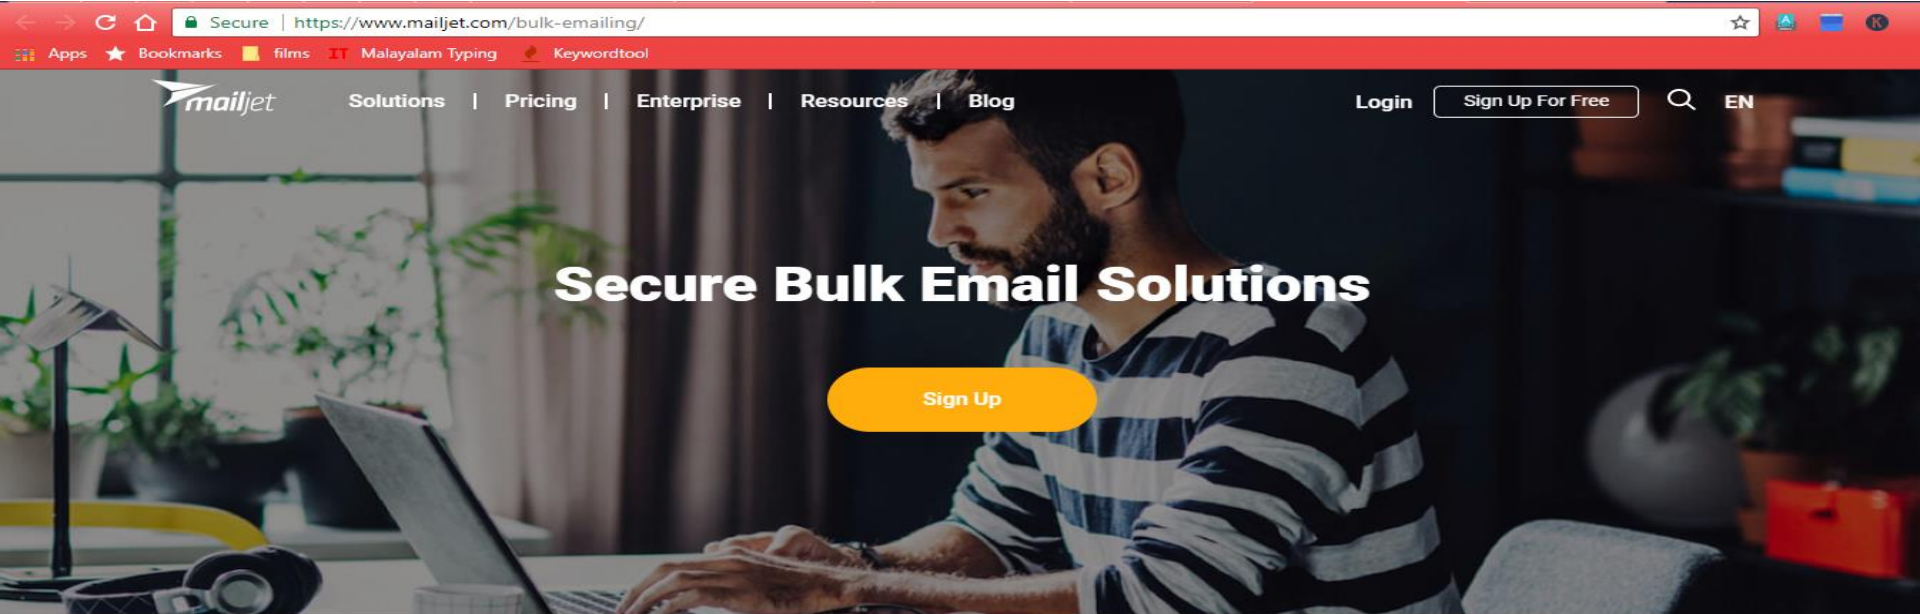 Secure | https://www.mailjet.com/bulk-emailing/
Apps Bookmarks films IT Malayalam Typing Keywordtool
mailjet Solutions | Pricing | Enterprise | Resources | Blog Login Sign Up For Free EN
Secure Bulk Email Solutions
Sign Up